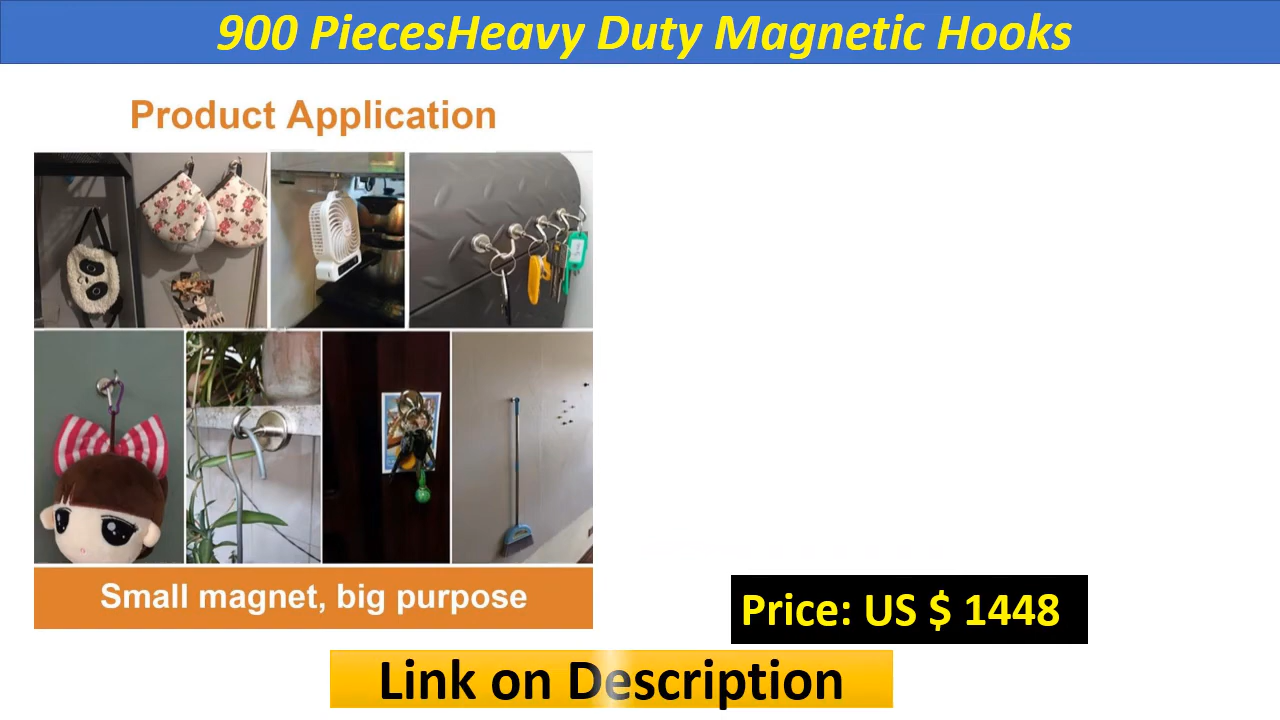 900 PiecesHeavy Duty Magnetic Hooks
Product Application
Small magnet, big purpose
Price: US $ 1448
Link on Description